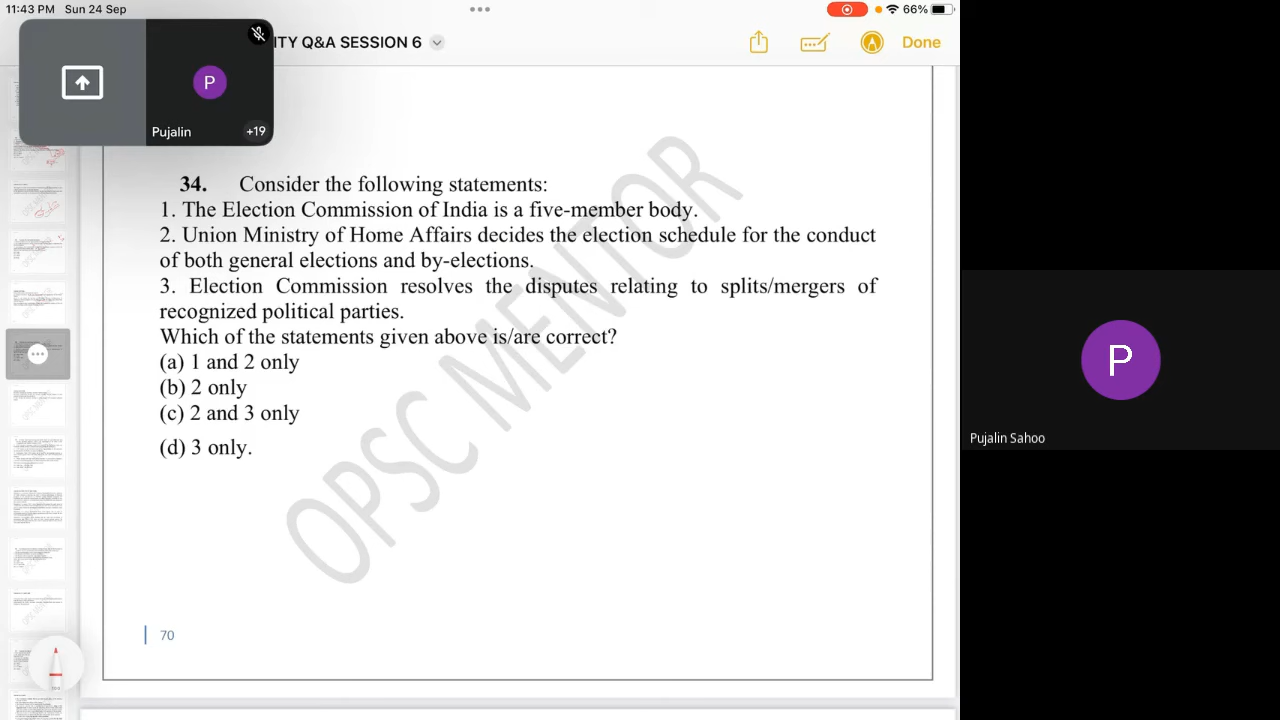 11:43 PM Sun 24 Sep
66%
ITY Q&A SESSION 6
Done
P
Pujalin
+19
34. Consider the following statements:
1. The Election Commission of India is a five-member body.
2. Union Ministry of Home Affairs decides the election schedule for the conduct
of both general elections and by-elections.
3. Election Commission resolves the disputes relating to splits/mergers of
recognized political parties.
Which of the statements given above is/are correct?
(a) 1 and 2 only
(b) 2 only
(c) 2 and 3 only
(d) 3 only.
OPSC MENTOR
70
P
Pujalin Sahoo